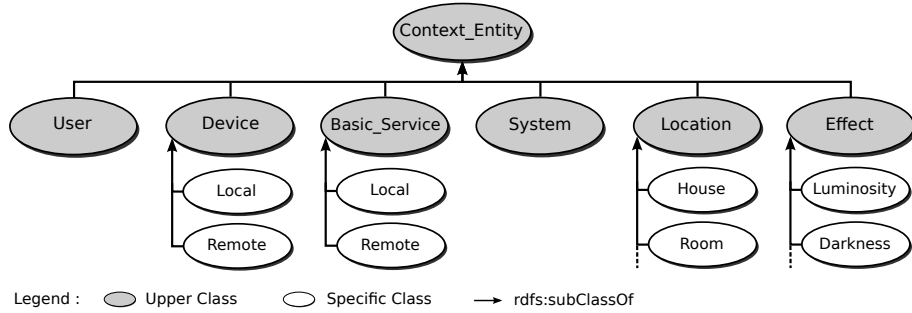 Context_Entity
User Device Basic_Service System Location Effect
Local Local House Luminosity
Remote Remote Room Darkness
Legend : Upper Class Specific Class rdfs:subClassOf